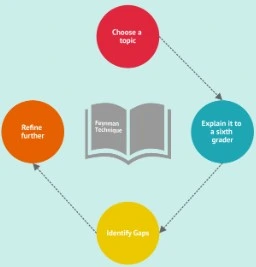 Choose a
topic
Explain it to
a sixth
grader
Identify Gaps
Refine
further
Feynman
Technique